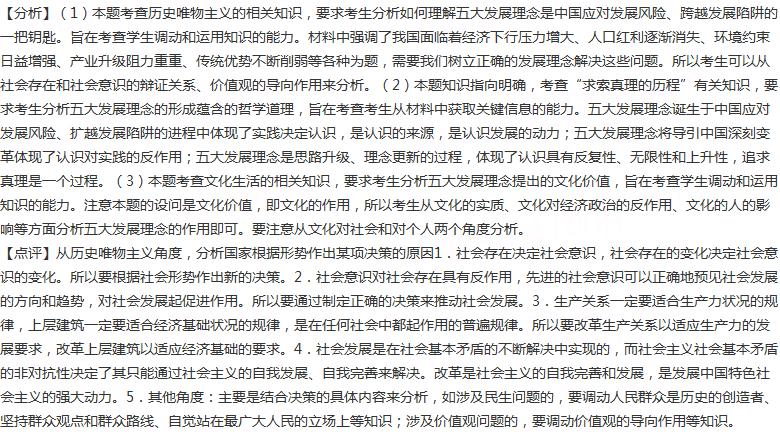 【分析】（1）本题考查历史唯物主义的相关知识，要求考生分析如何理解五大发展理念是中国应对发展风险、跨越发展陷阱的
一把钥匙。旨在考查学生调动和运用知识的能力。材料中强调了我国面临着经济下行压力增大、人口红利逐渐消失、环境约束
日益增强、产业升级阻力重重、传统优势不断削弱等各种为题，需要我们树立正确的发展理念解决这些问题。所以考生可以从
社会存在和社会意识的辩证关系、价值观的导向作用来分析。（2）本题知识指向明确，考查“求索真理的历程”有关知识，要
求考生分析五大发展理念的形成蕴含的哲学道理，旨在考查考生从材料中获取关键信息的能力。五大发展理念诞生于中国应对
发展风险、扩越发展陷阱的进程中体现了实践决定认识，是认识的来源，是认识发展的动力；五大发展理念将导引中国深刻变
革体现了认识对实践的反作用；五大发展理念是思路升级、理念更新的过程，体现了认识具有反复性、无限性和上升性，追求
真理是一个过程。（3）本题考查文化生活的相关知识，要求考生分析五大发展理念提出的文化价值，旨在考查学生调动和运用
知识的能力。注意本题的设问是文化价值，即文化的作用，所以考生从文化的实质、文化对经济政治的反作用、文化的人的影
响等方面分析五大发展理念的作用即可。要注意从文化对社会和对个人两个角度分析。
【点评】从历史唯物主义角度，分析国家根据形势作出某项决策的原因1．社会存在决定社会意识，社会存在的变化决定社会意
识的变化。所以要根据社会形势作出新的决策。2．社会意识对社会存在具有反作用，先进的社会意识可以正确地预见社会发展
的方向和趋势，对社会发展起促进作用。所以要通过制定正确的决策来推动社会发展。3．生产关系一定要适合生产力状况的规
律，上层建筑一定要适合经济基础状况的规律，是在任何社会中都起作用的普遍规律。所以要改革生产关系以适应生产力的发
展要求，改革上层建筑以适应经济基础的要求。4．社会发展是在社会基本矛盾的不断解决中实现的，而社会主义社会基本矛盾
的非对抗性决定了其只能通过社会主义的自我发展、自我完善来解决。改革是社会主义的自我完善和发展，是发展中国特色社
会主义的强大动力。5．其他角度：主要是结合决策的具体内容来分析，如涉及民生问题的，要调动人民群众是历史的创造者、
坚持群众观点和群众路线、自觉站在最广大人民的立场上等知识；涉及价值观问题的，要调动价值观的导向作用等知识。